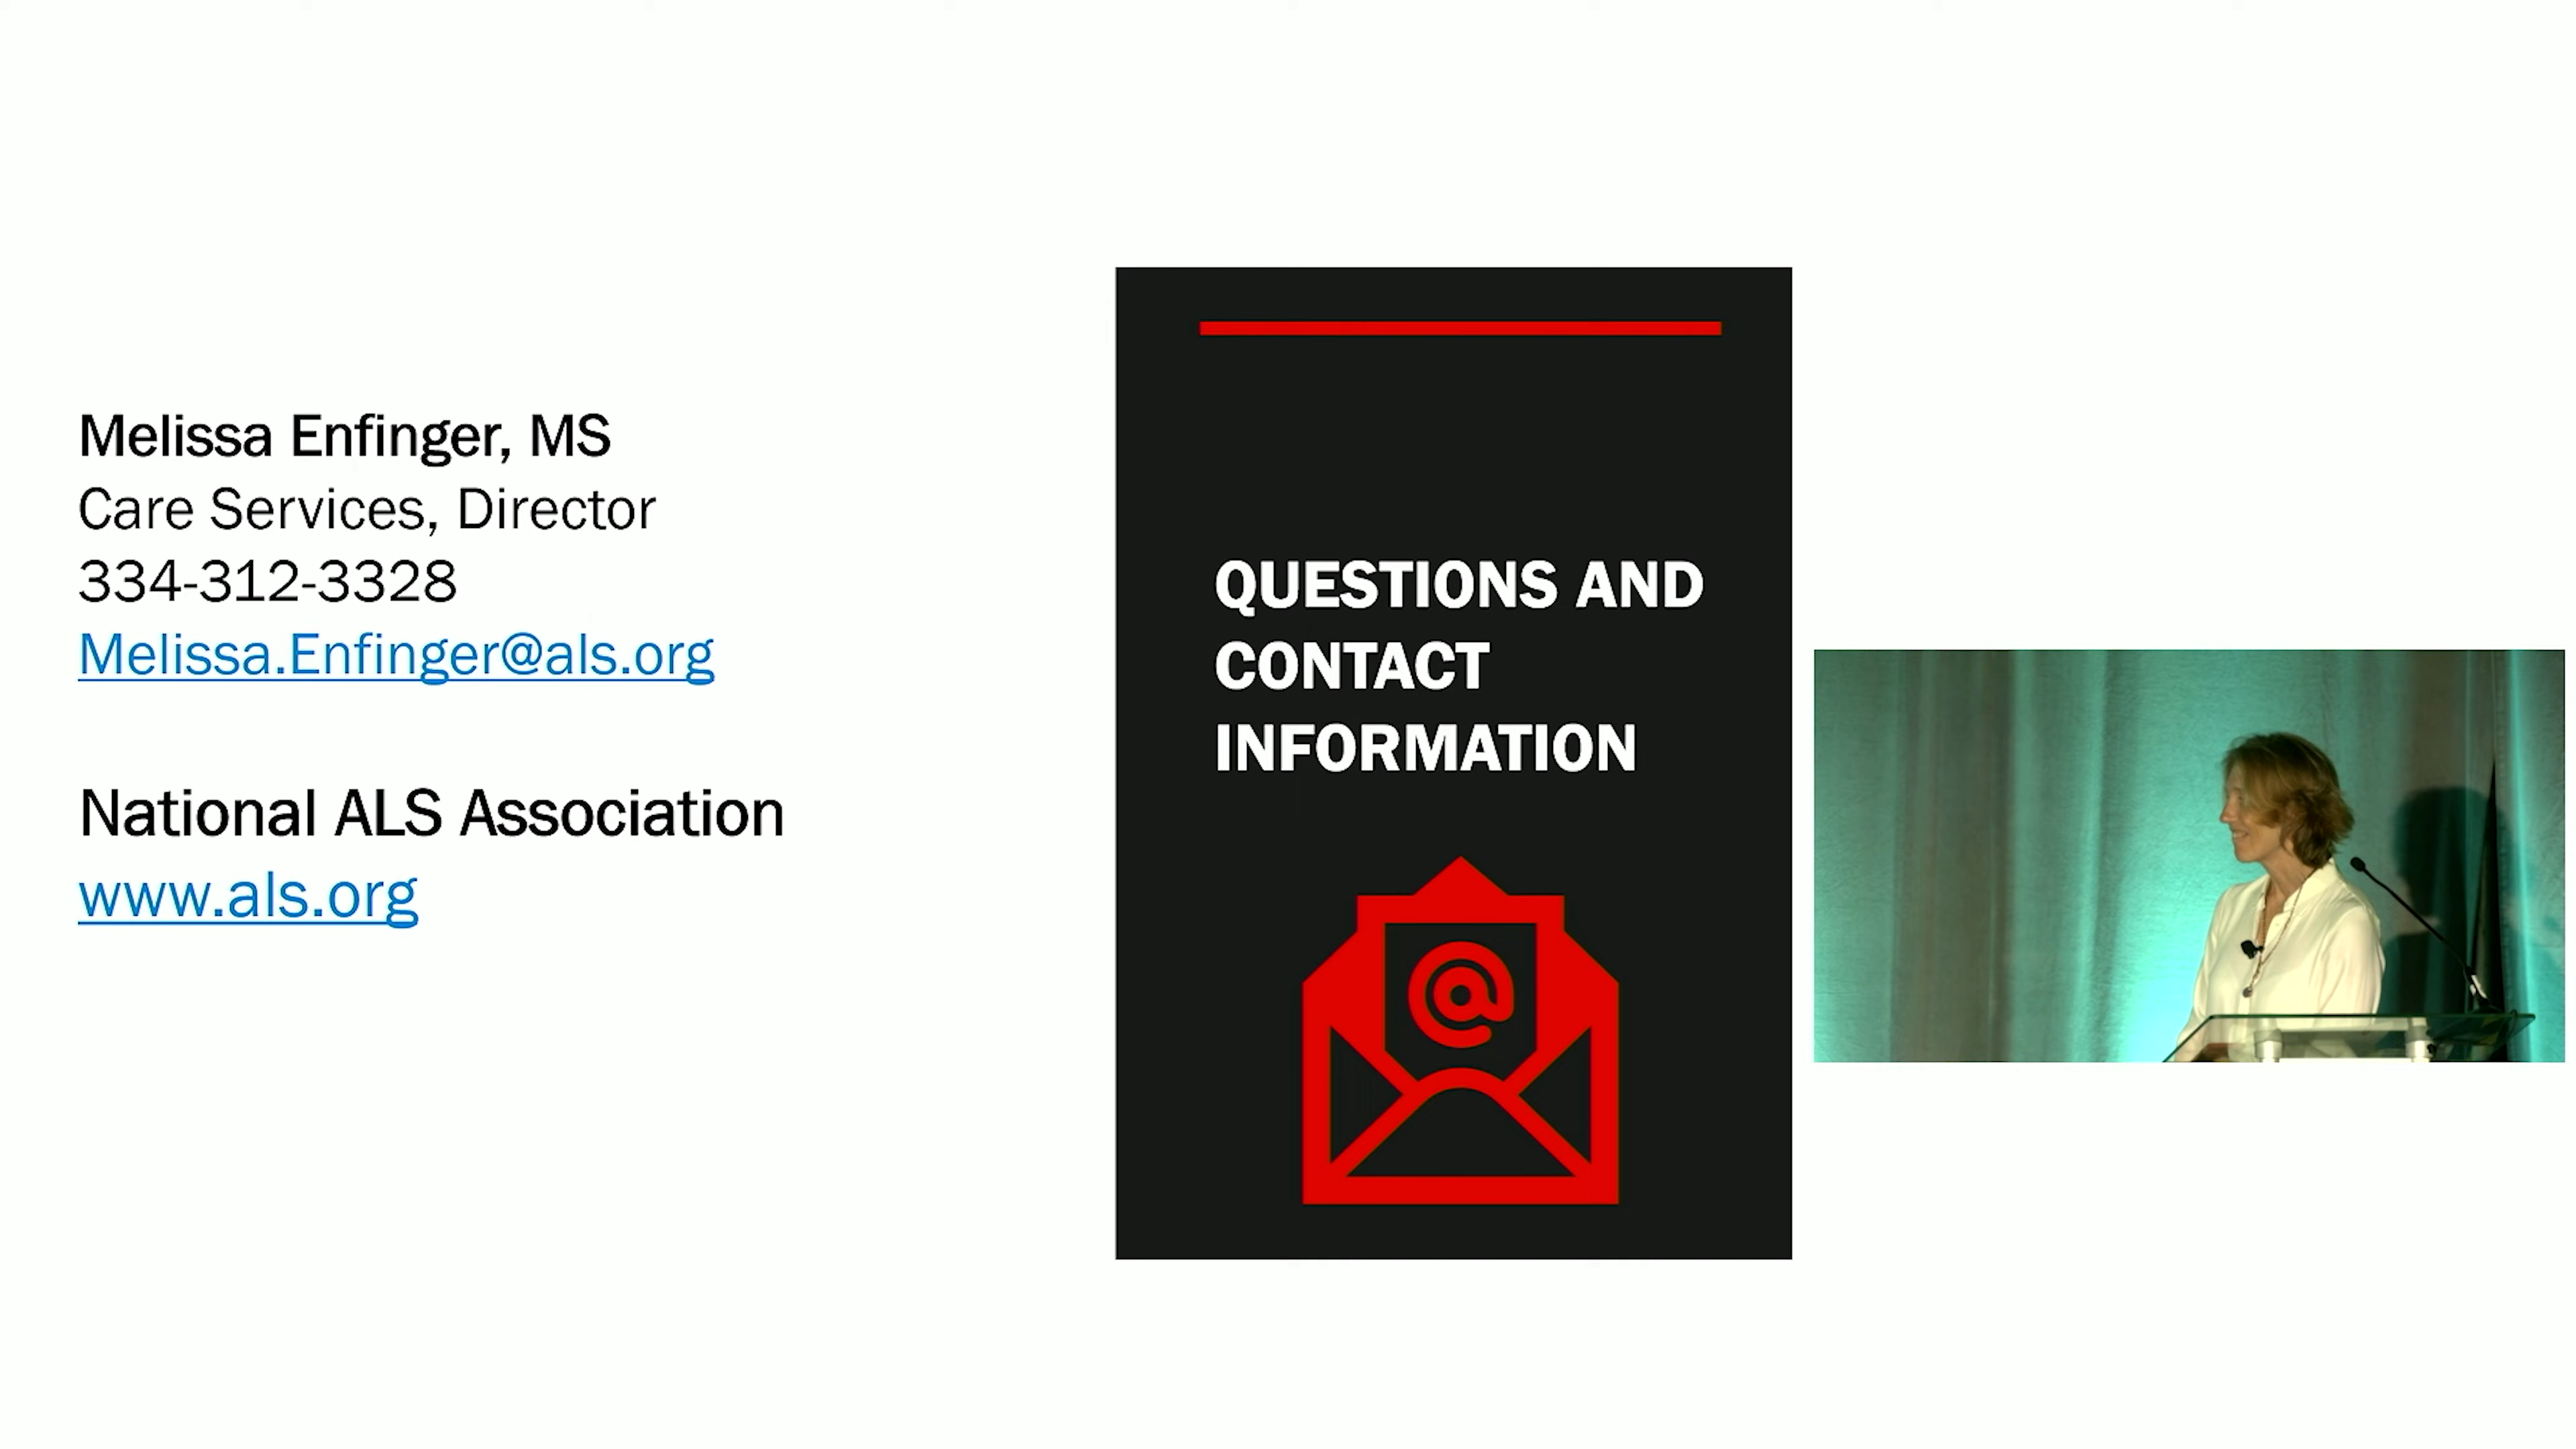 Melissa Enfinger, MS
Care Services, Director
334-312-3328
Melissa.Enfinger@als.org
National ALS Association
www.als.org
QUESTIONS AND
CONTACT
INFORMATION
@